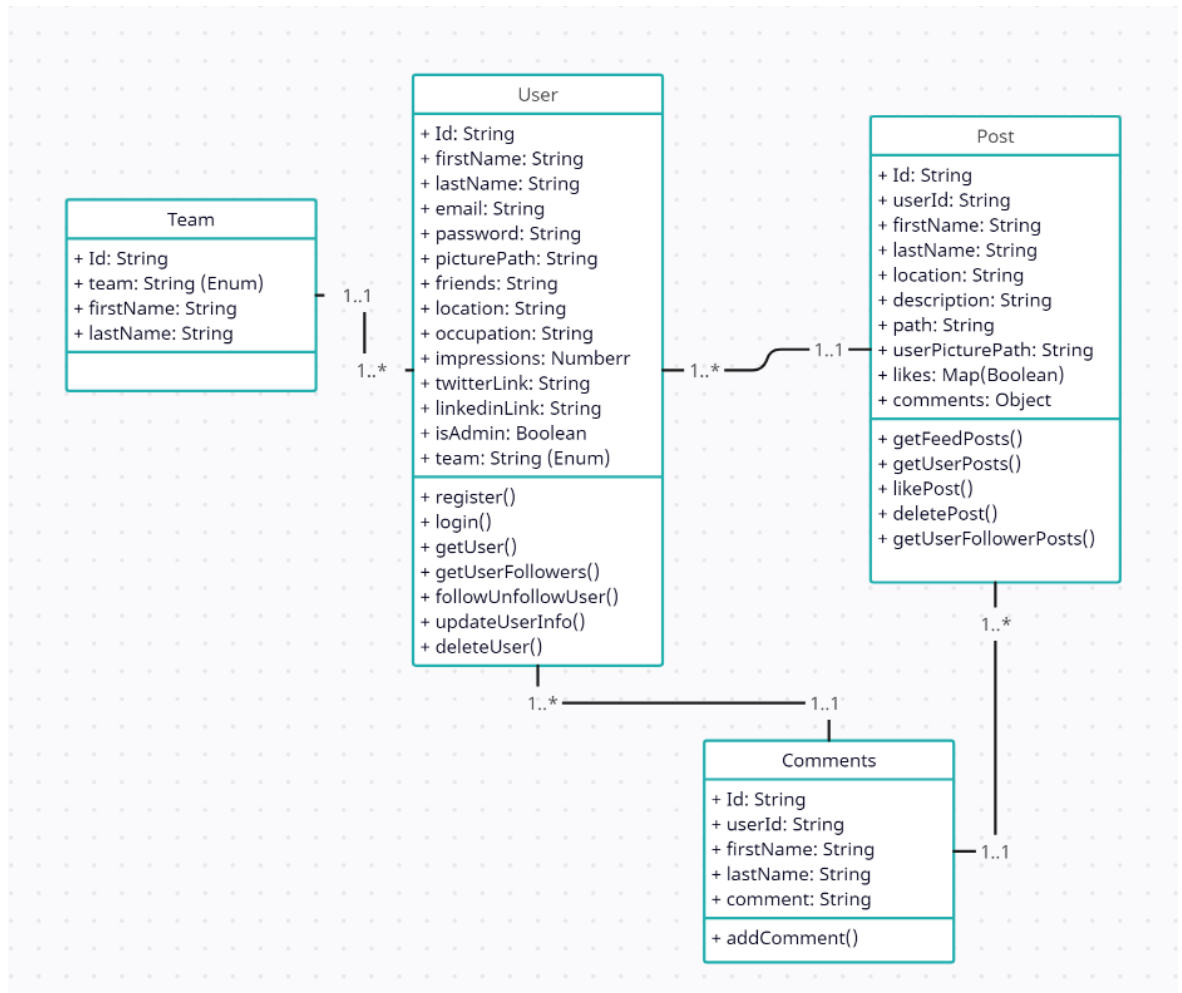 Team
+ Id: String
+ team: String (Enum)
+ firstName: String
+ lastName: String
1..1
1..*
User
+ Id: String
+ firstName: String
+ lastName: String
+ email: String
+ password: String
+ picturePath: String
+ friends: String
+ location: String
+ occupation: String
+ impressions: Numberr
+ twitterLink: String
+ linkedinLink: String
+ isAdmin: Boolean
+ team: String (Enum)
+ register()
+ login()
+ getUser()
+ getUserFollowers()
+ followUnfollowUser()
+ updateUserInfo()
+ deleteUser()
1..*
1..1
Post
+ Id: String
+ userId: String
+ firstName: String
+ lastName: String
+ location: String
+ description: String
+ path: String
+ userPicturePath: String
+ likes: Map(Boolean)
+ comments: Object
+ getFeedPosts()
+ getUserPosts()
+ likePost()
+ deletePost()
+ getUserFollowerPosts()
1..*
1..1
1..*
1..1
Comments
+ Id: String
+ userId: String
+ firstName: String
+ lastName: String
+ comment: String
+ addComment()